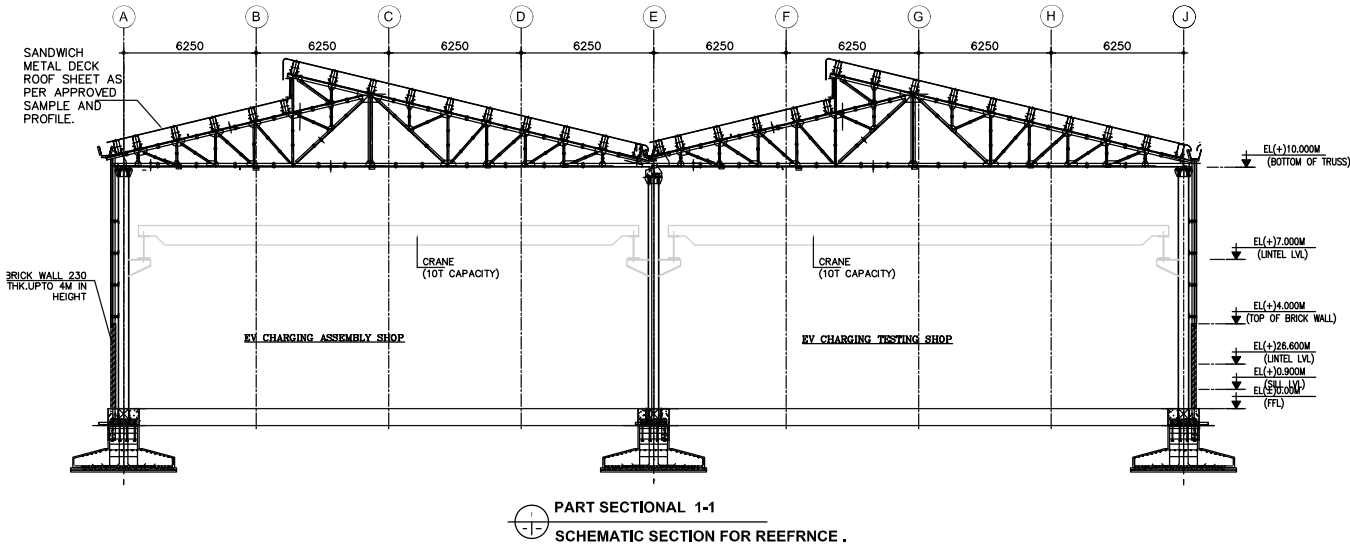 A B C D E F G H J
6250 6250 6250 6250 6250 6250 6250 6250
SANDWICH
METAL DECK
ROOF SHEET AS
PER APPROVED
SAMPLE AND
PROFILE.
EL(+)10.000M
(BOTTOM OF TRUSS)
EL(+)7.000M
(LINTEL LVL)
CRANE
(10T CAPACITY)
CRANE
(10T CAPACITY)
BRICK WALL 230
THK.UPTO 4M IN
HEIGHT
EL(+)4.000M
(TOP OF BRICK WALL)
EV CHARGING ASSEMBLY SHOP
EV CHARGING TESTING SHOP
EL(+)26.600M
(LINTEL LVL)
EL(+)0.900M
(SILL LVL)
EL(±)0.00M
(FFL)
PART SECTIONAL 1-1
SCHEMATIC SECTION FOR REEFRNCE .